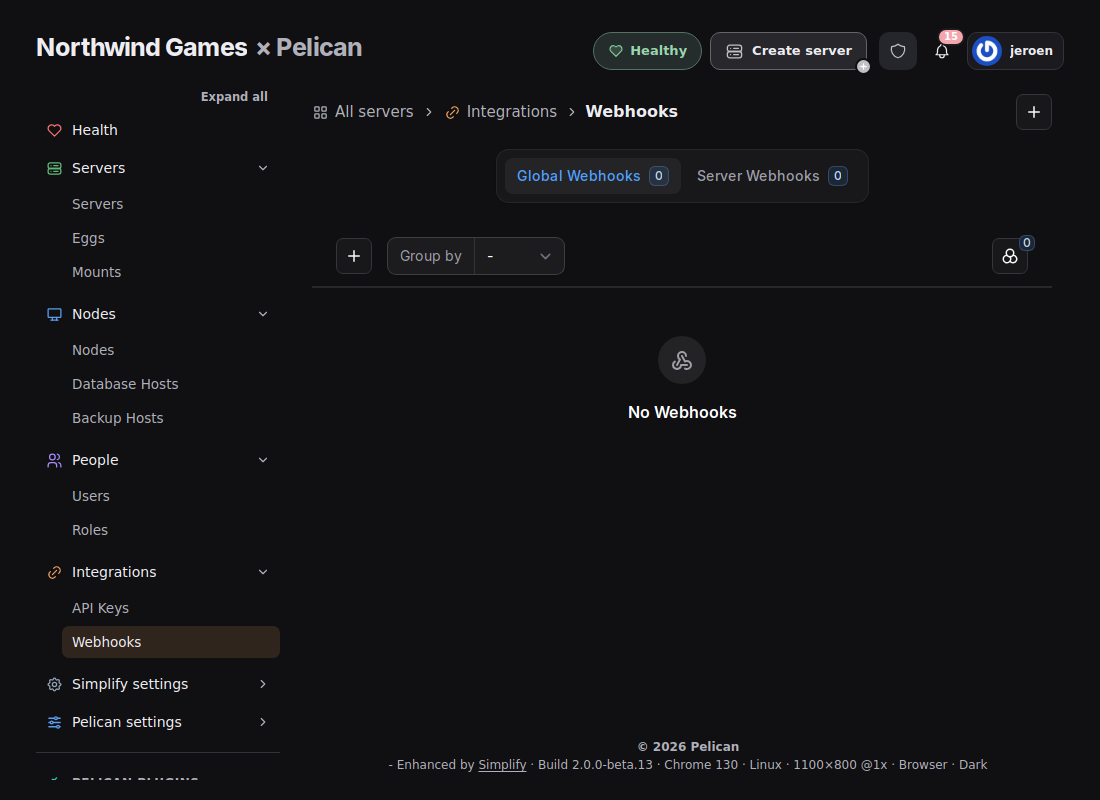 Northwind Games × Pelican
Healthy
Create server
15
jeroen
Expand all
Health
Servers
Servers
Eggs
Mounts
Nodes
Nodes
Database Hosts
Backup Hosts
People
Users
Roles
Integrations
API Keys
Webhooks
Simplify settings
Pelican settings
PELICAN PLUGINS
All servers > Integrations > Webhooks
Global Webhooks 0
Server Webhooks 0
Group by -
0
No Webhooks
© 2026 Pelican
- Enhanced by Simplify · Build 2.0.0-beta.13 · Chrome 130 · Linux · 1100×800 @1x · Browser · Dark